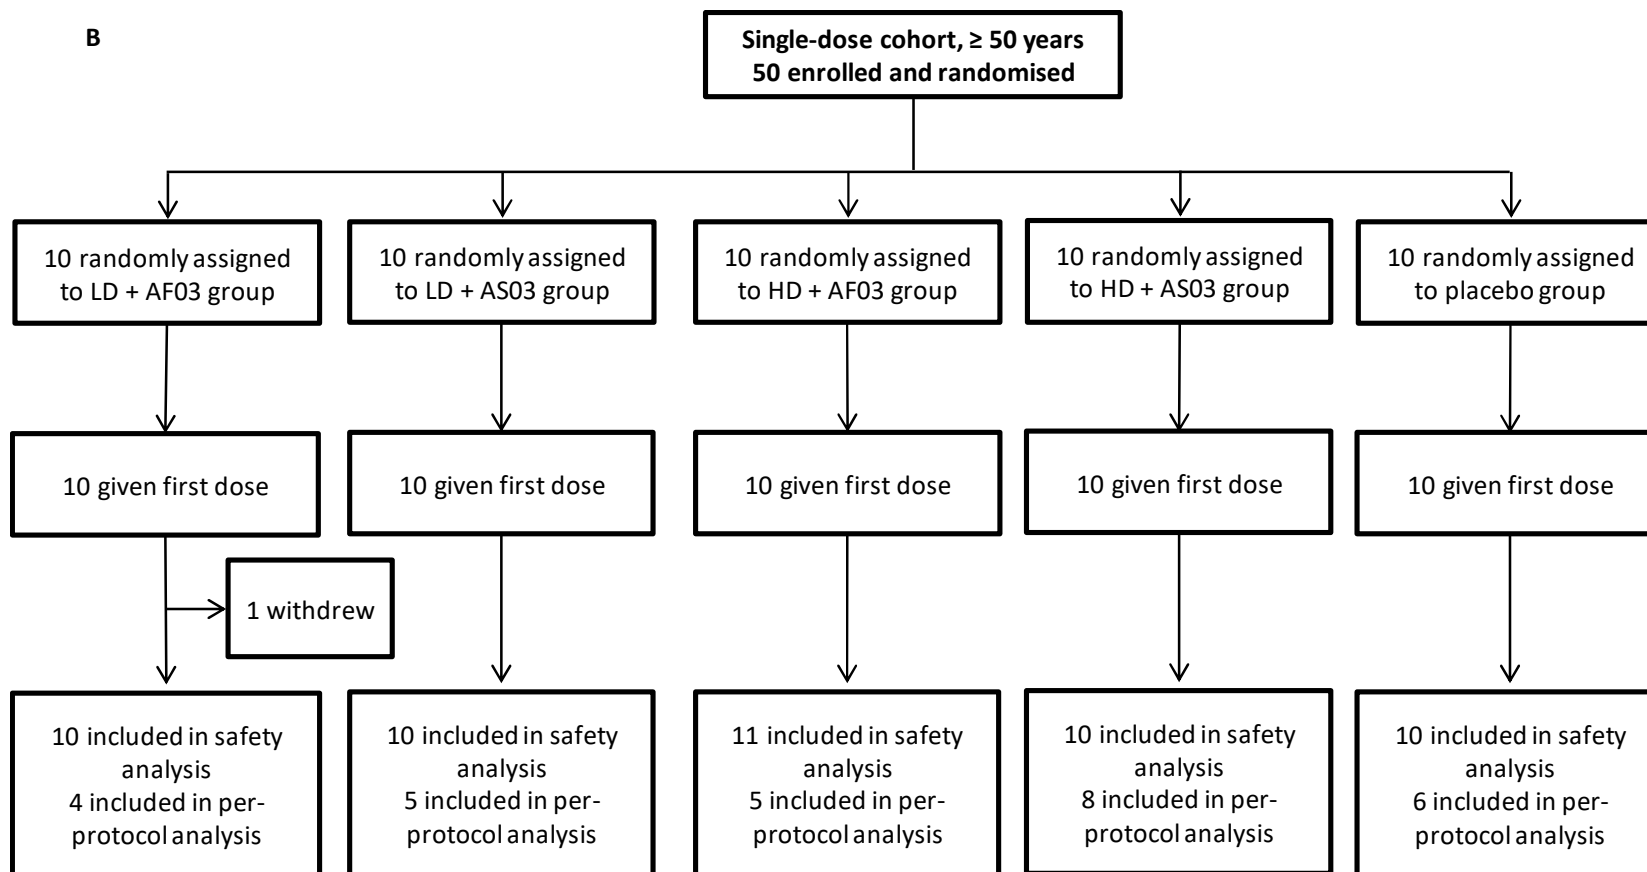 B
Single-dose cohort, ≥ 50 years
50 enrolled and randomised
10 randomly assigned
to LD + AF03 group
10 randomly assigned
to LD + AS03 group
10 randomly assigned
to HD + AF03 group
10 randomly assigned
to HD + AS03 group
10 randomly assigned
to placebo group
10 given first dose
10 given first dose
10 given first dose
10 given first dose
10 given first dose
1 withdrew
10 included in safety
analysis
4 included in per-
protocol analysis
10 included in safety
analysis
5 included in per-
protocol analysis
11 included in safety
analysis
5 included in per-
protocol analysis
10 included in safety
analysis
8 included in per-
protocol analysis
10 included in safety
analysis
6 included in per-
protocol analysis